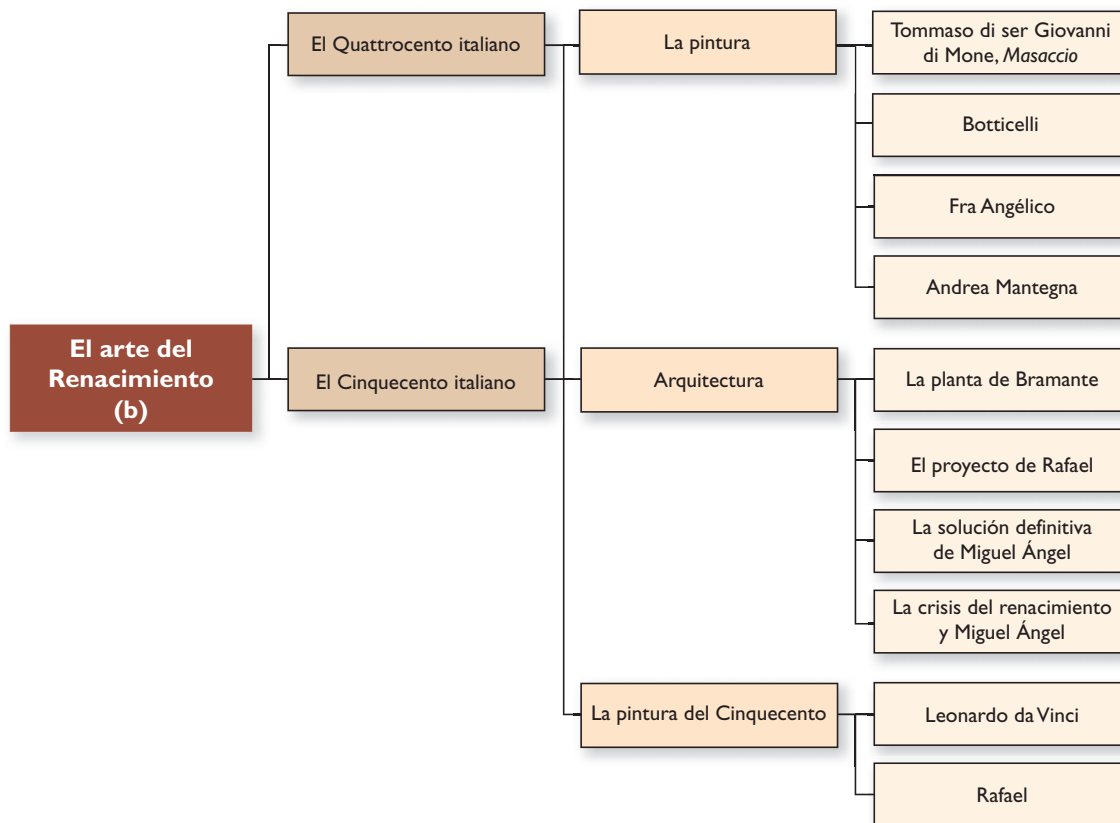 El arte del
Renacimiento
(b)
El Quattrocento italiano
La pintura
Tommaso di ser Giovanni
di Mone, Masaccio
Botticelli
Fra Angélico
Andrea Mantegna
El Cinquecento italiano
Arquitectura
La planta de Bramante
El proyecto de Rafael
La solución definitiva
de Miguel Ángel
La crisis del renacimiento
y Miguel Ángel
La pintura del Cinquecento
Leonardo da Vinci
Rafael